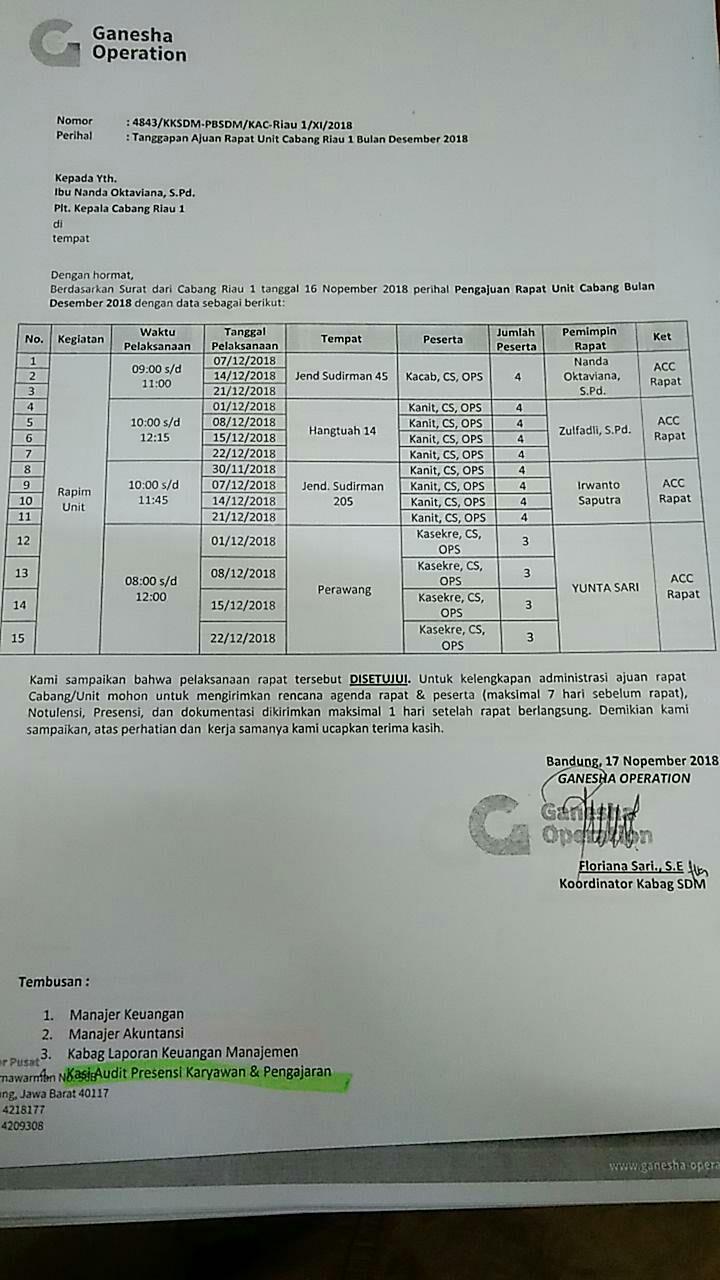 Ganesha
Operation
Nomor : 4843/KKSDM-PBSDM/KAC-Riau 1/XI/2018
Perihal : Tanggapan Ajuan Rapat Unit Cabang Riau 1 Bulan Desember 2018
Kepada Yth.
Ibu Nanda Oktaviana, S.Pd.
Plt. Kepala Cabang Riau 1
di
tempat
Dengan hormat,
Berdasarkan Surat dari Cabang Riau 1 tanggal 16 Nopember 2018 perihal Pengajuan Rapat Unit Cabang Bulan
Desember 2018 dengan data sebagai berikut:
No. Kegiatan Waktu Pelaksanaan Tanggal Pelaksanaan Tempat Peserta Jumlah Peserta Pemimpin Rapat Ket
1 Rapim Unit 09:00 s/d 11:00 07/12/2018 Jend Sudirman 45 Kacab, CS, OPS 4 Nanda Oktaviana, S.Pd. ACC Rapat
2 14/12/2018
3 21/12/2018
4 10:00 s/d 12:15 01/12/2018 Hangtuah 14 Kanit, CS, OPS 4 Zulfadli, S.Pd. ACC Rapat
5 08/12/2018 Kanit, CS, OPS 4
6 15/12/2018 Kanit, CS, OPS 4
7 22/12/2018 Kanit, CS, OPS 4
8 10:00 s/d 11:45 30/11/2018 Jend. Sudirman 205 Kanit, CS, OPS 4 Irwanto Saputra ACC Rapat
9 07/12/2018 Kanit, CS, OPS 4
10 14/12/2018 Kanit, CS, OPS 4
11 21/12/2018 Kanit, CS, OPS 4
12 08:00 s/d 12:00 01/12/2018 Perawang Kasekre, CS, OPS 3 YUNTA SARI ACC Rapat
13 08/12/2018 Kasekre, CS, OPS 3
14 15/12/2018 Kasekre, CS, OPS 3
15 22/12/2018 Kasekre, CS, OPS 3
Kami sampaikan bahwa pelaksanaan rapat tersebut DISETUJUI. Untuk kelengkapan administrasi ajuan rapat
Cabang/Unit mohon untuk mengirimkan rencana agenda rapat & peserta (maksimal 7 hari sebelum rapat),
Notulensi, Presensi, dan dokumentasi dikirimkan maksimal 1 hari setelah rapat berlangsung. Demikian kami
sampaikan, atas perhatian dan kerja samanya kami ucapkan terima kasih.
Bandung, 17 Nopember 2018
GANESHA OPERATION
Ganesha
Operation
Floriana Sari., S.E
Koordinator Kabag SDM
Tembusan :
1. Manajer Keuangan
2. Manajer Akuntansi
3. Kabag Laporan Keuangan Manajemen
4. Kasi Audit Presensi Karyawan & Pengajaran
Pusat
ng, Jawa Barat 40117
4218177
4209308
www.ganesha-opera